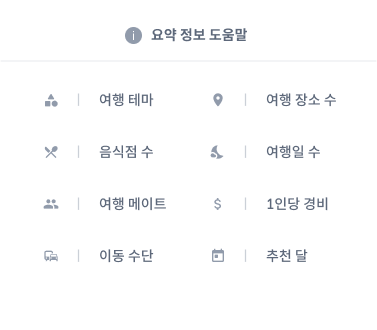 요약 정보 도움말
여행 테마
여행 장소 수
음식점 수
여행일 수
여행 메이트
1인당 경비
이동 수단
추천 달